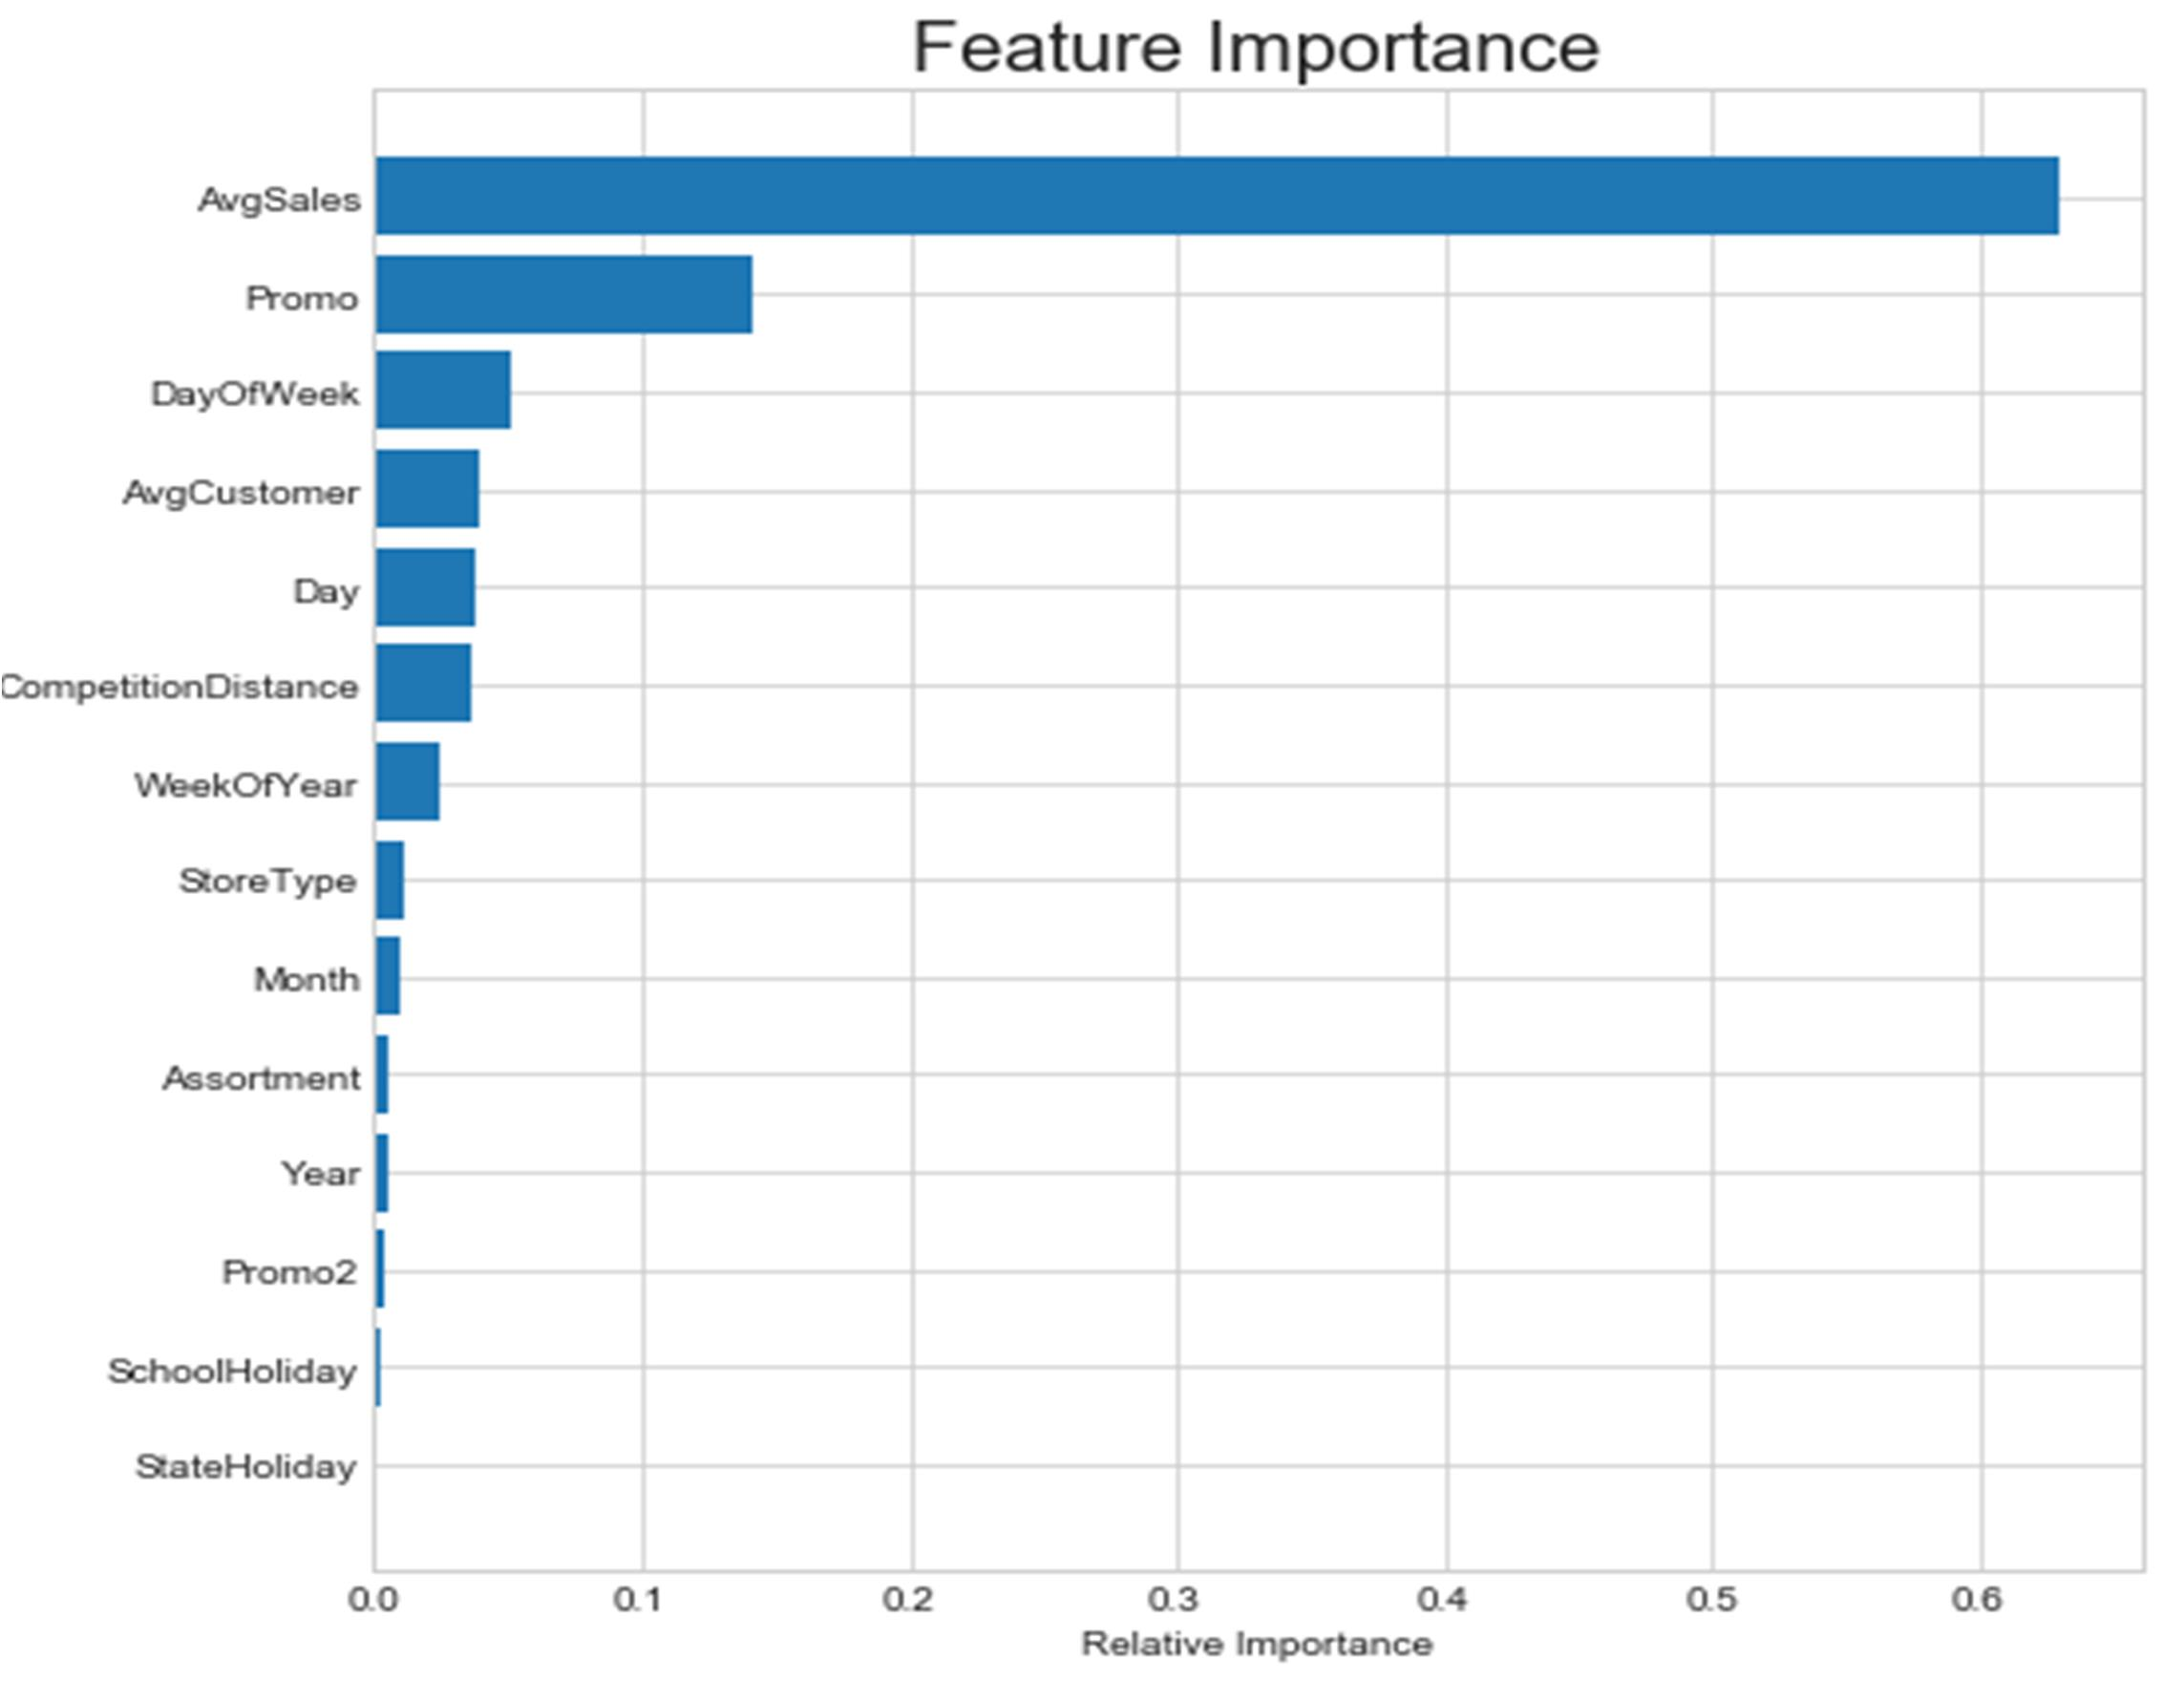 Feature Importance
AvgSales
Promo
DayOfWeek
AvgCustomer
Day
CompetitionDistance
WeekOfYear
StoreType
Month
Assortment
Year
Promo2
SchoolHoliday
StateHoliday
0.0 0.1 0.2 0.3 0.4 0.5 0.6
Relative Importance